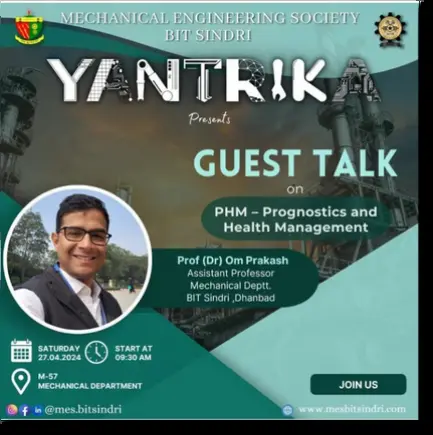 MECHANICAL ENGINEERING SOCIETY
BIT SINDRI
YANTRIKA
Presents
GUEST TALK
on
PHM – Prognostics and
Health Management
Prof (Dr) Om Prakash
Assistant Professor
Mechanical Deptt.
BIT Sindri ,Dhanbad
SATURDAY
27.04.2024
START AT
09:30 AM
M-57
MECHANICAL DEPARTMENT
JOIN US
@mes.bitsindri
www.mesbitsindri.com